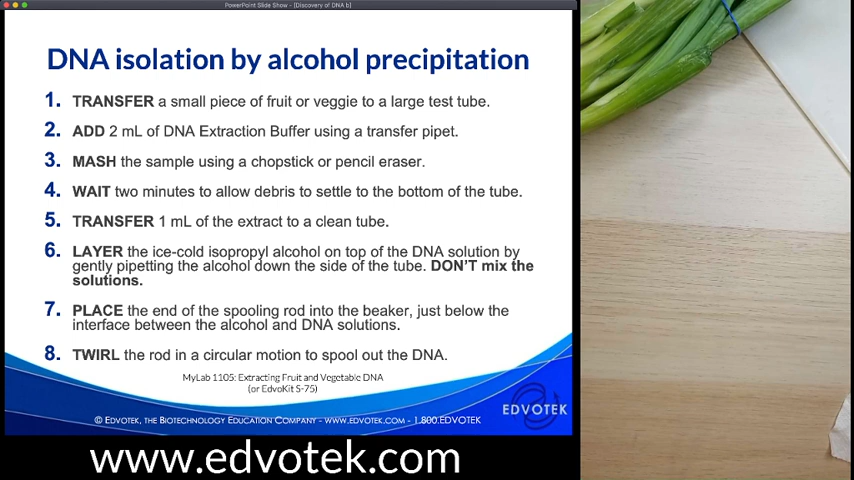 PowerPoint Slide Show - [Discovery of DNA b]
DNA isolation by alcohol precipitation
1. TRANSFER a small piece of fruit or veggie to a large test tube.
2. ADD 2 mL of DNA Extraction Buffer using a transfer pipet.
3. MASH the sample using a chopstick or pencil eraser.
4. WAIT two minutes to allow debris to settle to the bottom of the tube.
5. TRANSFER 1 mL of the extract to a clean tube.
6. LAYER the ice-cold isopropyl alcohol on top of the DNA solution by
gently pipetting the alcohol down the side of the tube. DON'T mix the
solutions.
7. PLACE the end of the spooling rod into the beaker, just below the
interface between the alcohol and DNA solutions.
8. TWIRL the rod in a circular motion to spool out the DNA.
MyLab 1105: Extracting Fruit and Vegetable DNA
(or EdvoKit S-75)
EDVOTEK
© EDVOTEK, THE BIOTECHNOLOGY EDUCATION COMPANY - WWW.EDVOTEK.COM - 1.800.EDVOTEK
www.edvotek.com